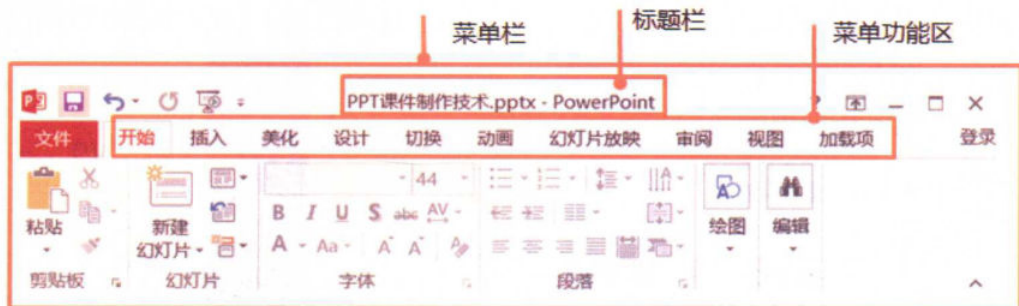 菜单栏 标题栏 菜单功能区
PPT课件制作技术.pptx - PowerPoint ?
文件 开始 插入 美化 设计 切换 动画 幻灯片放映 审阅 视图 加载项 登录
44
粘贴 新建 幻灯片 B I U S abc AV 绘图 编辑
A Aa A A
剪贴板 幻灯片 字体 段落